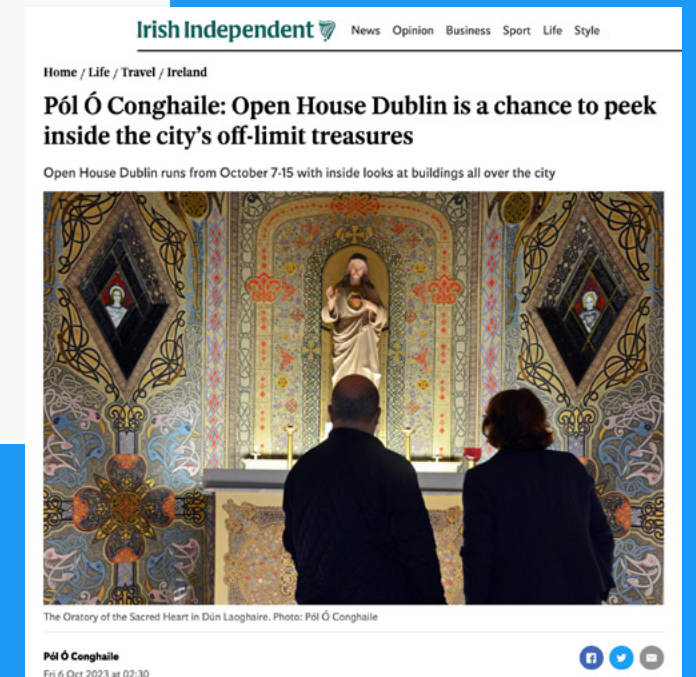 Irish Independent News Opinion Business Sport Life Style
Home / Life / Travel / Ireland
Pól Ó Conghaile: Open House Dublin is a chance to peek
inside the city's off-limit treasures
Open House Dublin runs from October 7-15 with inside looks at buildings all over the city
The Oratory of the Sacred Heart in Dún Laoghaire. Photo: Pól Ó Conghaile
Pól Ó Conghaile
Fri 6 Oct 2023 at 02:30